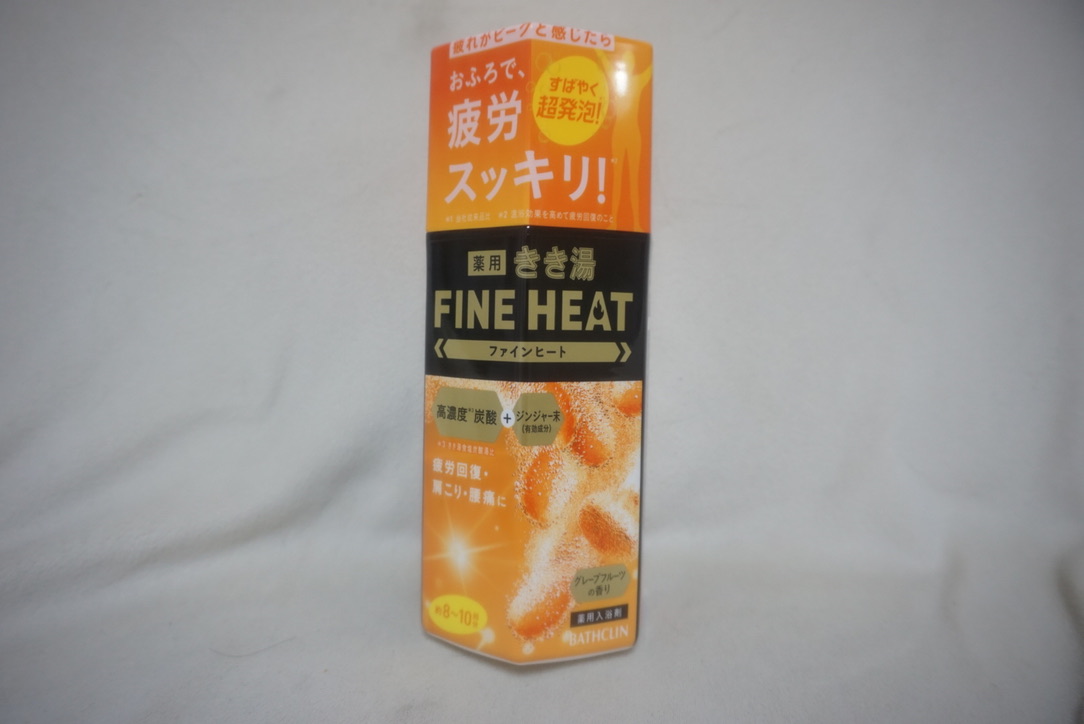 疲れがピークと感じたら
おふろで、
疲労
スッキリ!
すばやく
超発泡!
薬用 きき湯
FINE HEAT
ファインヒート
高濃度 炭酸 + ジンジャー末
(有効成分)
疲労回復・
肩こり・腰痛に
グレープフルーツ
の香り
約8〜10回分
薬用入浴剤
BATHCLIN